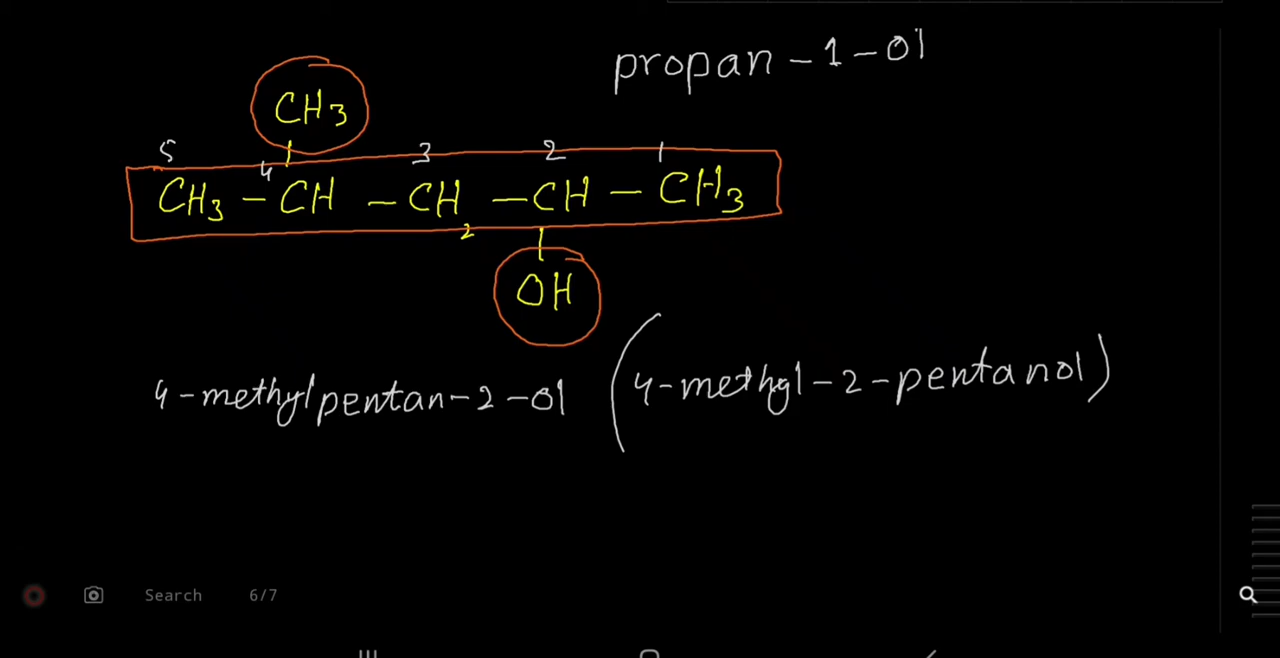 propan-1-ol
CH3
5 4 3 2 1
CH3 - CH - CH2 - CH - CH3
OH
4-methylpentan-2-ol (4-methyl-2-pentanol)
Search 6/7